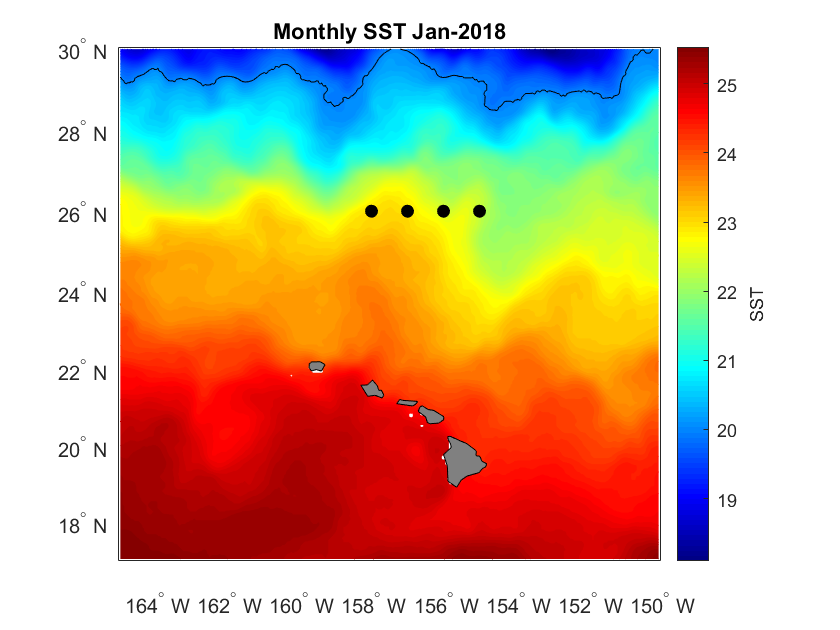 Monthly SST Jan-2018
30° N
28° N
26° N
24° N
22° N
20° N
18° N
164° W 162° W 160° W 158° W 156° W 154° W 152° W 150° W
25
24
23
22
21
20
19
SST